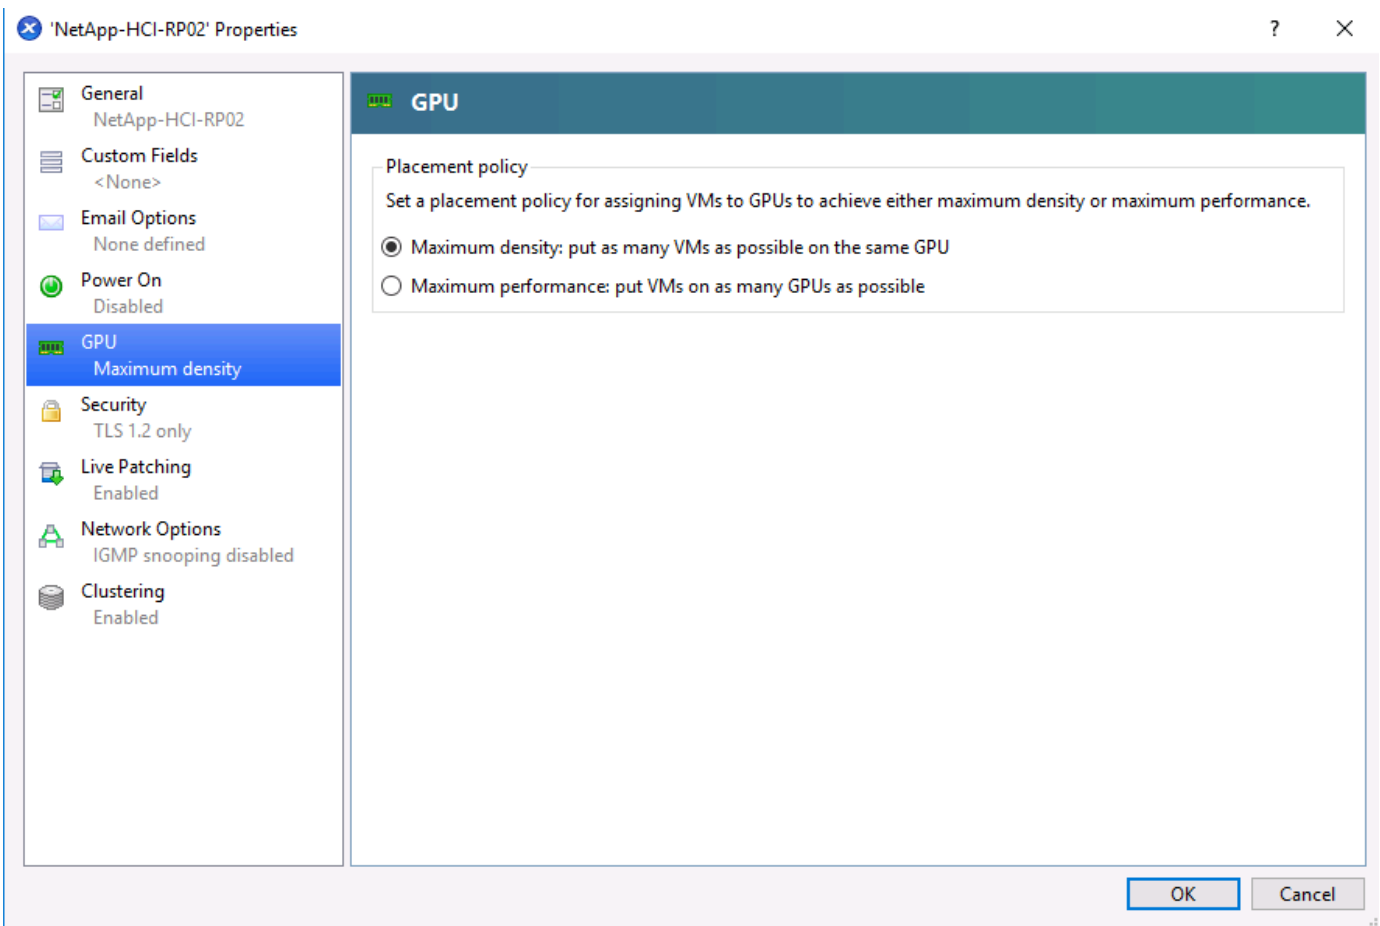 'NetApp-HCI-RP02' Properties
?
General
NetApp-HCI-RP02
Custom Fields
<None>
Email Options
None defined
Power On
Disabled
GPU
Maximum density
Security
TLS 1.2 only
Live Patching
Enabled
Network Options
IGMP snooping disabled
Clustering
Enabled
GPU
Placement policy
Set a placement policy for assigning VMs to GPUs to achieve either maximum density or maximum performance.
Maximum density: put as many VMs as possible on the same GPU
Maximum performance: put VMs on as many GPUs as possible
OK
Cancel